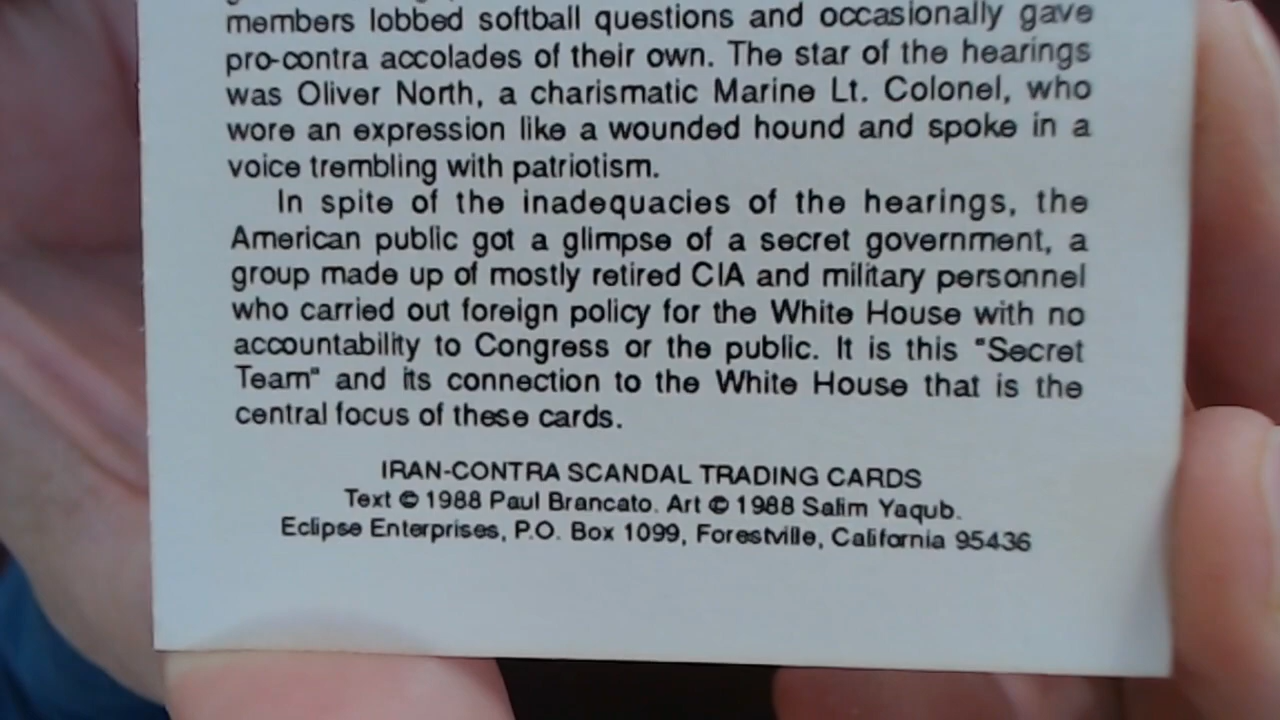 members lobbed softball questions and occasionally gave
pro-contra accolades of their own. The star of the hearings
was Oliver North, a charismatic Marine Lt. Colonel, who
wore an expression like a wounded hound and spoke in a
voice trembling with patriotism.
In spite of the inadequacies of the hearings, the
American public got a glimpse of a secret government, a
group made up of mostly retired CIA and military personnel
who carried out foreign policy for the White House with no
accountability to Congress or the public. It is this "Secret
Team" and its connection to the White House that is the
central focus of these cards.
IRAN-CONTRA SCANDAL TRADING CARDS
Text © 1988 Paul Brancato. Art © 1988 Salim Yaqub.
Eclipse Enterprises, P.O. Box 1099, Forestville, California 95436